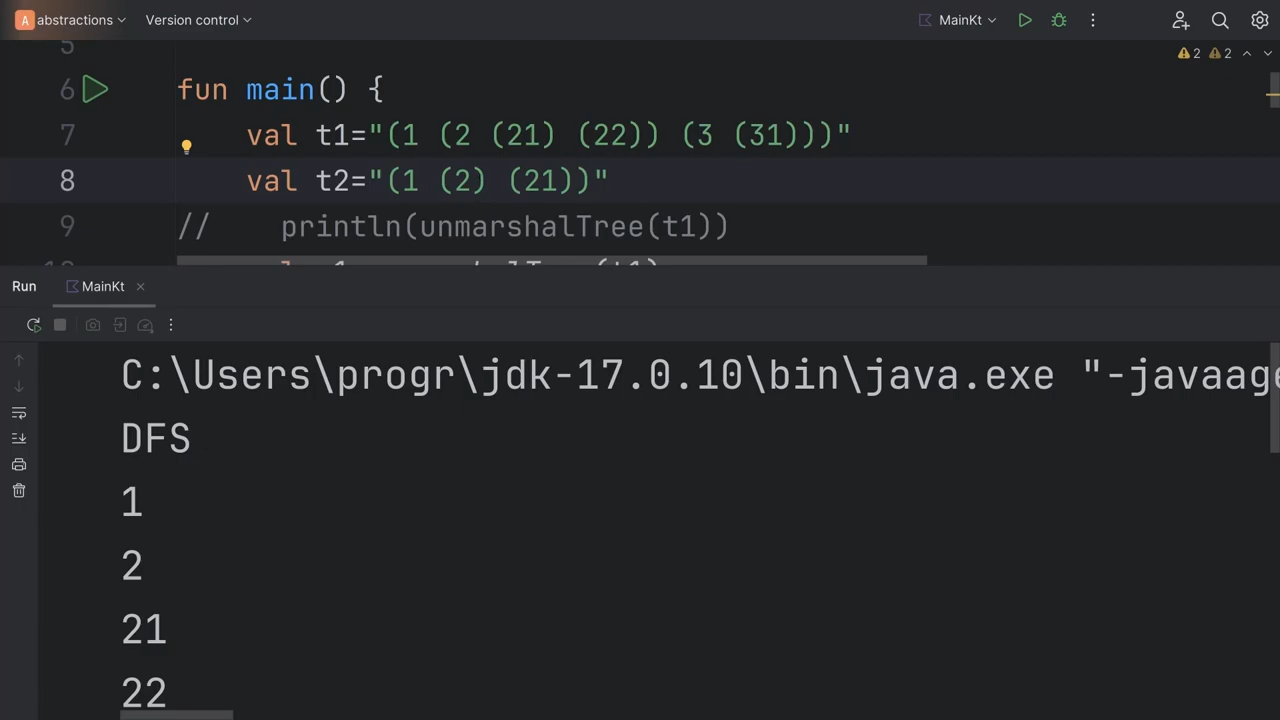 A abstractions Version control MainKt
5
2 2
6 fun main() {
7 val t1="(1 (2 (21) (22)) (3 (31)))"
8 val t2="(1 (2) (21))"
9 // println(unmarshalTree(t1))
Run MainKt
C:\Users\progr\jdk-17.0.10\bin\java.exe "-javaage
DFS
1
2
21
22